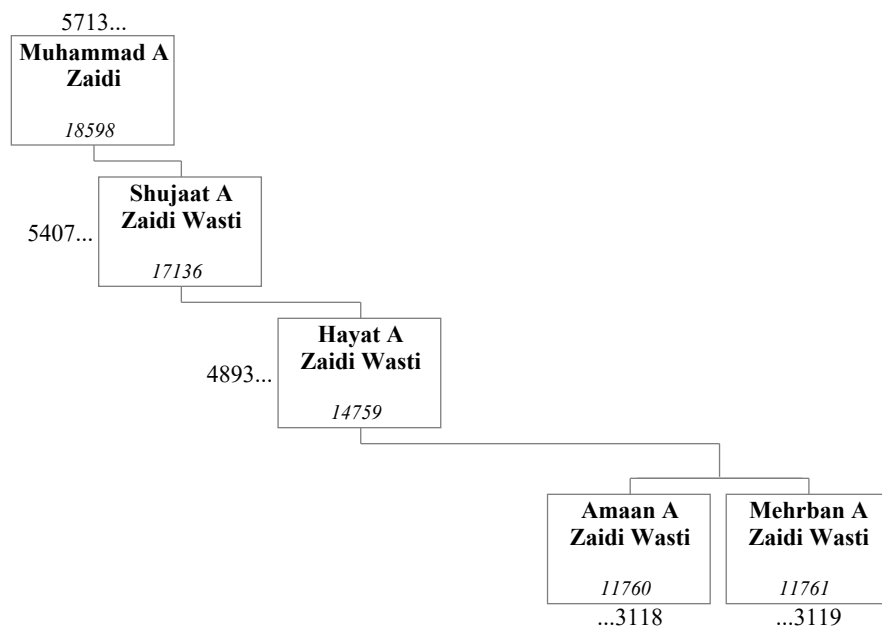 5713...
Muhammad A
Zaidi
18598
Shujaat A
Zaidi Wasti
5407...
17136
Hayat A
Zaidi Wasti
4893...
14759
Amaan A
Zaidi Wasti
11760
...3118
Mehrban A
Zaidi Wasti
11761
...3119